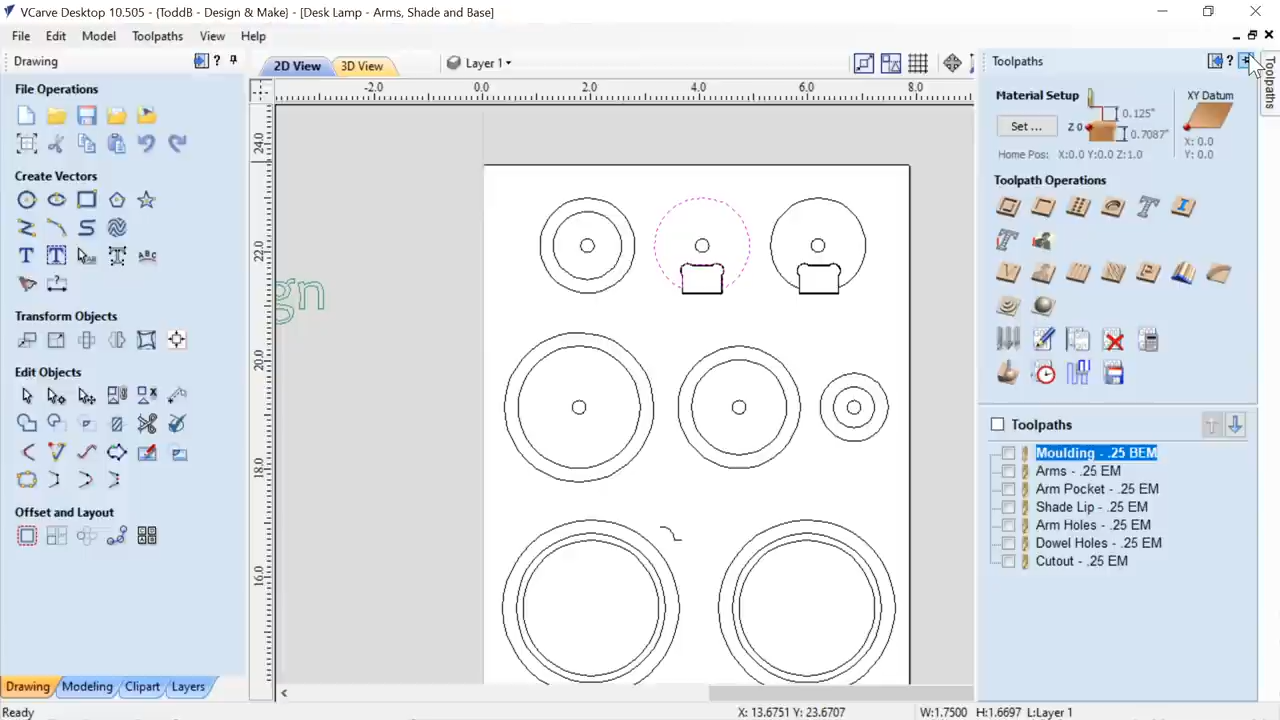 VCarve Desktop 10.505 - {ToddB - Design & Make} - [Desk Lamp - Arms, Shade and Base]
File Edit Model Toolpaths View Help
Drawing
File Operations
Create Vectors
Transform Objects
Edit Objects
Offset and Layout
Drawing Modeling Clipart Layers
Ready
2D View 3D View Layer 1
-2.0 0.0 2.0 4.0 6.0 8.0
24.0
22.0
20.0
18.0
16.0
gn
Toolpaths
Toolpaths
Material Setup
XY Datum
Set ...
Z 0
0.125"
0.7087"
X: 0.0
Y: 0.0
Home Pos: X:0.0 Y:0.0 Z:1.0
Toolpath Operations
Toolpaths
Moulding - .25 BEM
Arms - .25 EM
Arm Pocket - .25 EM
Shade Lip - .25 EM
Arm Holes - .25 EM
Dowel Holes - .25 EM
Cutout - .25 EM
X: 13.6751 Y: 23.6707
W:1.7500 H:1.6697 L:Layer 1